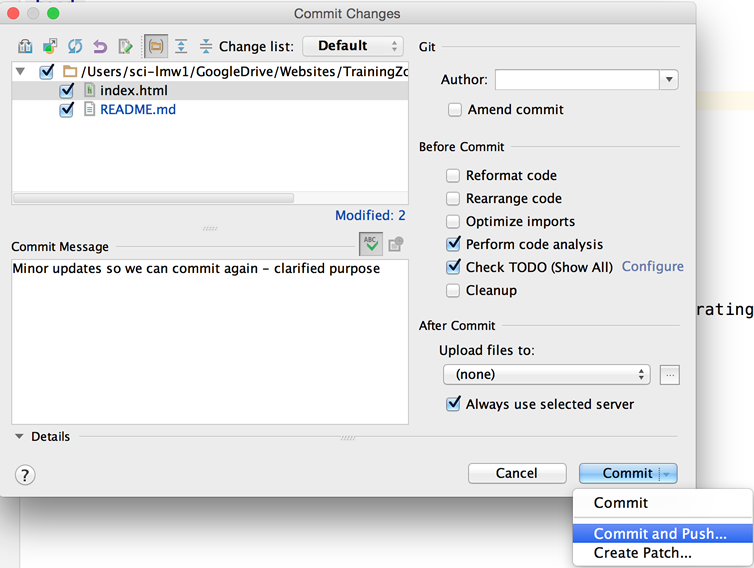 Commit Changes
Change list: Default
/Users/sci-lmw1/GoogleDrive/Websites/TrainingZo
index.html
README.md
Modified: 2
Commit Message
ABC
Minor updates so we can commit again - clarified purpose
Details
Git
Author:
Amend commit
Before Commit
Reformat code
Rearrange code
Optimize imports
Perform code analysis
Check TODO (Show All) Configure
Cleanup
After Commit
Upload files to:
(none)
...
Always use selected server
?
Cancel
Commit
Commit
Commit and Push...
Create Patch...
rating